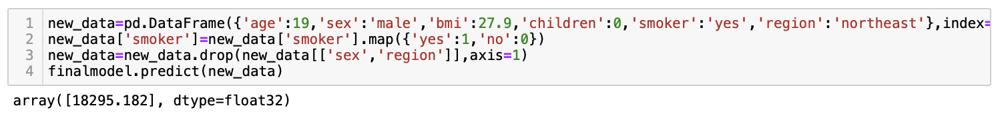 1 new_data=pd.DataFrame({'age':19,'sex':'male','bmi':27.9,'children':0,'smoker':'yes','region':'northeast'},index=
2 new_data['smoker']=new_data['smoker'].map({'yes':1,'no':0})
3 new_data=new_data.drop(new_data[['sex','region']],axis=1)
4 finalmodel.predict(new_data)
array([18295.182], dtype=float32)